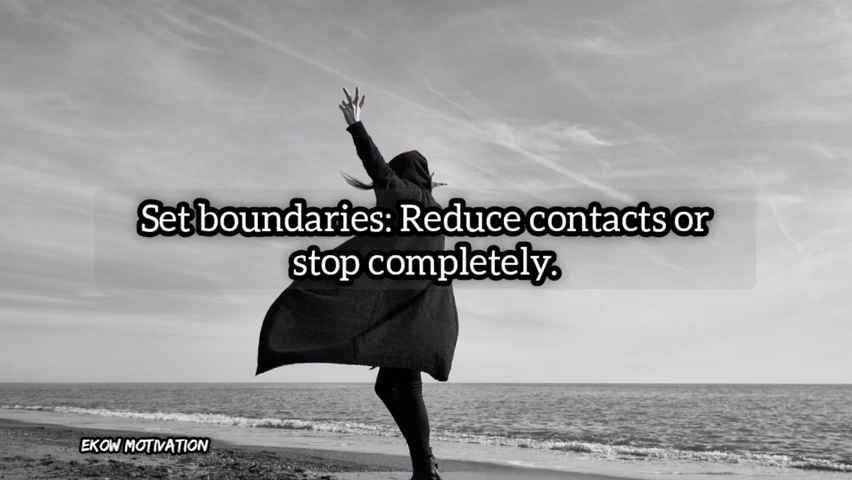 Set boundaries: Reduce contacts or
stop completely.
EKOW MOTIVATION